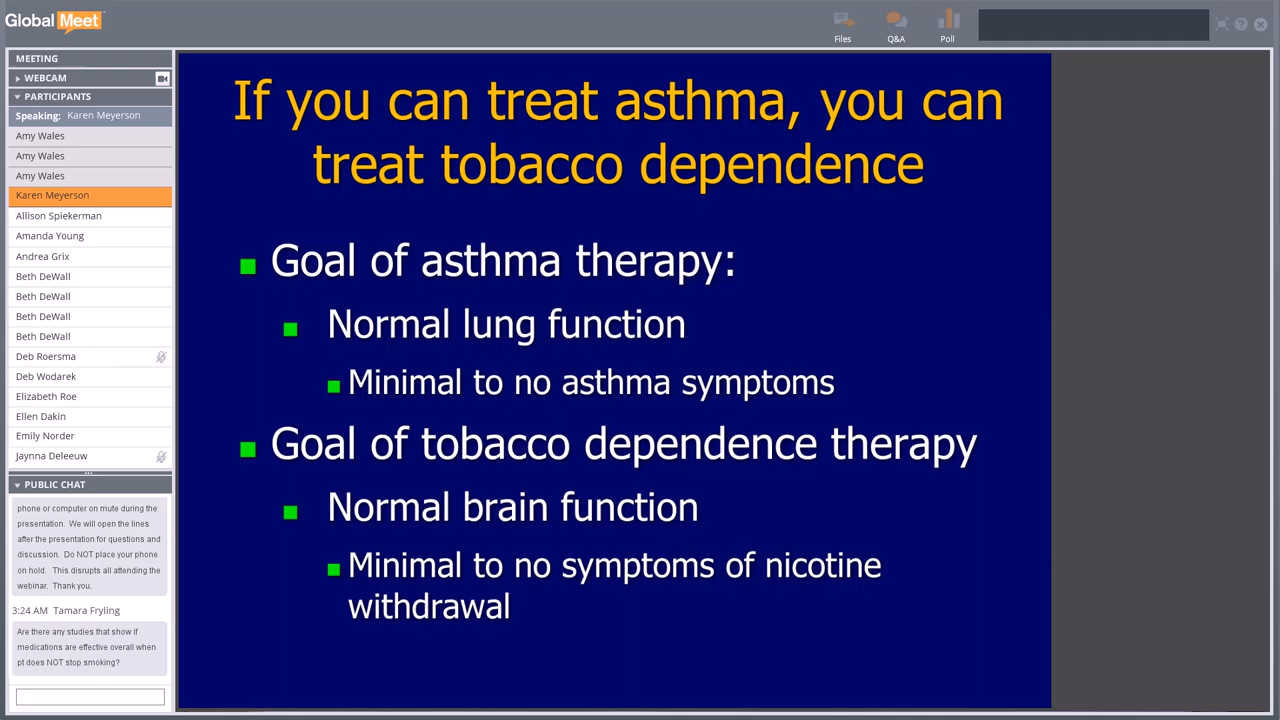 Global Meet
Files
Q&A
Poll
MEETING
WEBCAM
PARTICIPANTS
Speaking: Karen Meyerson
Amy Wales
Amy Wales
Amy Wales
Karen Meyerson
Allison Spiekerman
Amanda Young
Andrea Grix
Beth DeWall
Beth DeWall
Beth DeWall
Beth DeWall
Deb Roersma
Deb Wodarek
Elizabeth Roe
Ellen Dakin
Emily Norder
Jaynna Deleeuw
PUBLIC CHAT
phone or computer on mute during the
presentation. We will open the lines
after the presentation for questions and
discussion. Do NOT place your phone
on hold. This disrupts all attending the
webinar. Thank you.
3:24 AM Tamara Fryling
Are there any studies that show if
medications are effective overall when
pt does NOT stop smoking?
If you can treat asthma, you can
treat tobacco dependence
Goal of asthma therapy:
Normal lung function
Minimal to no asthma symptoms
Goal of tobacco dependence therapy
Normal brain function
Minimal to no symptoms of nicotine
withdrawal